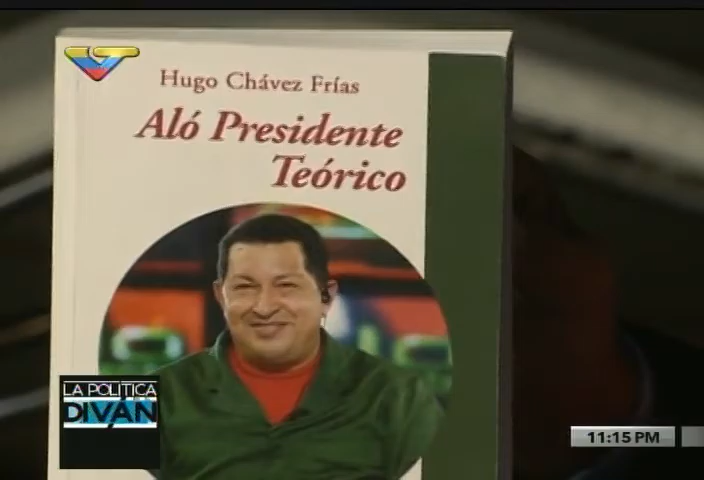 Hugo Chávez Frías
Aló Presidente
Teórico
LA POLÍTICA
DIVÁN
11:15 PM